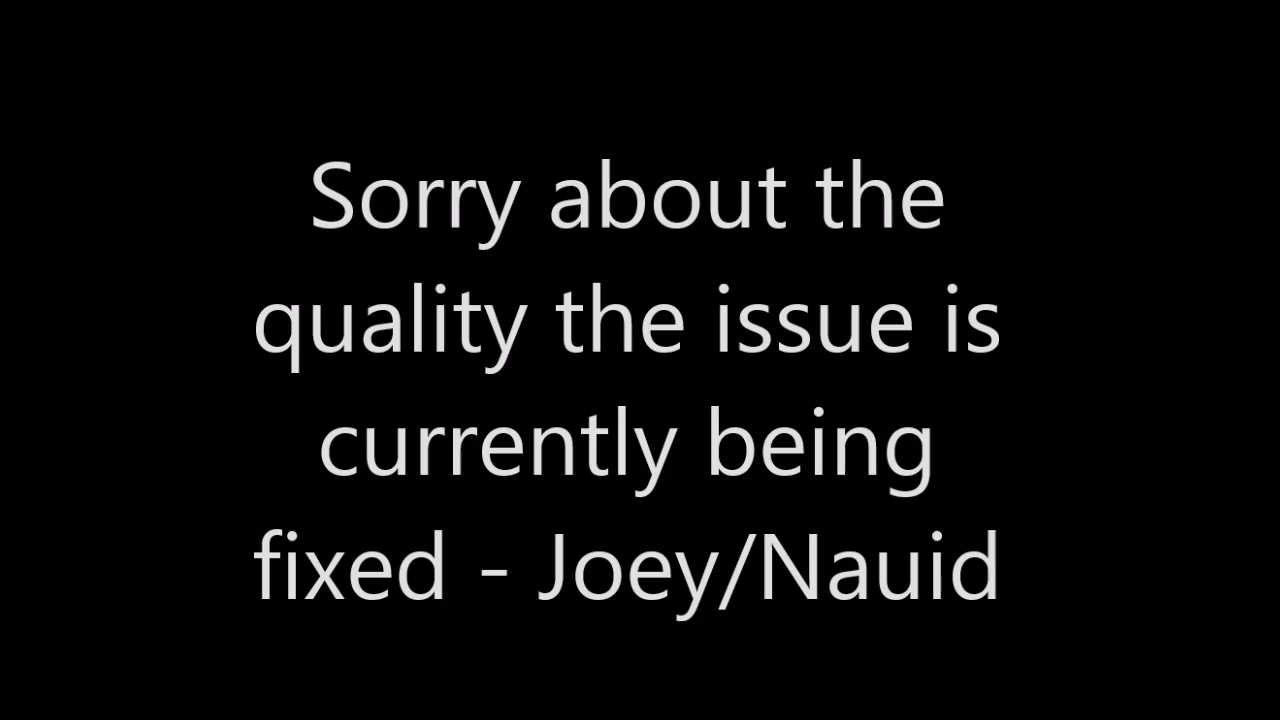 Sorry about the
quality the issue is
currently being
fixed - Joey/Nauid